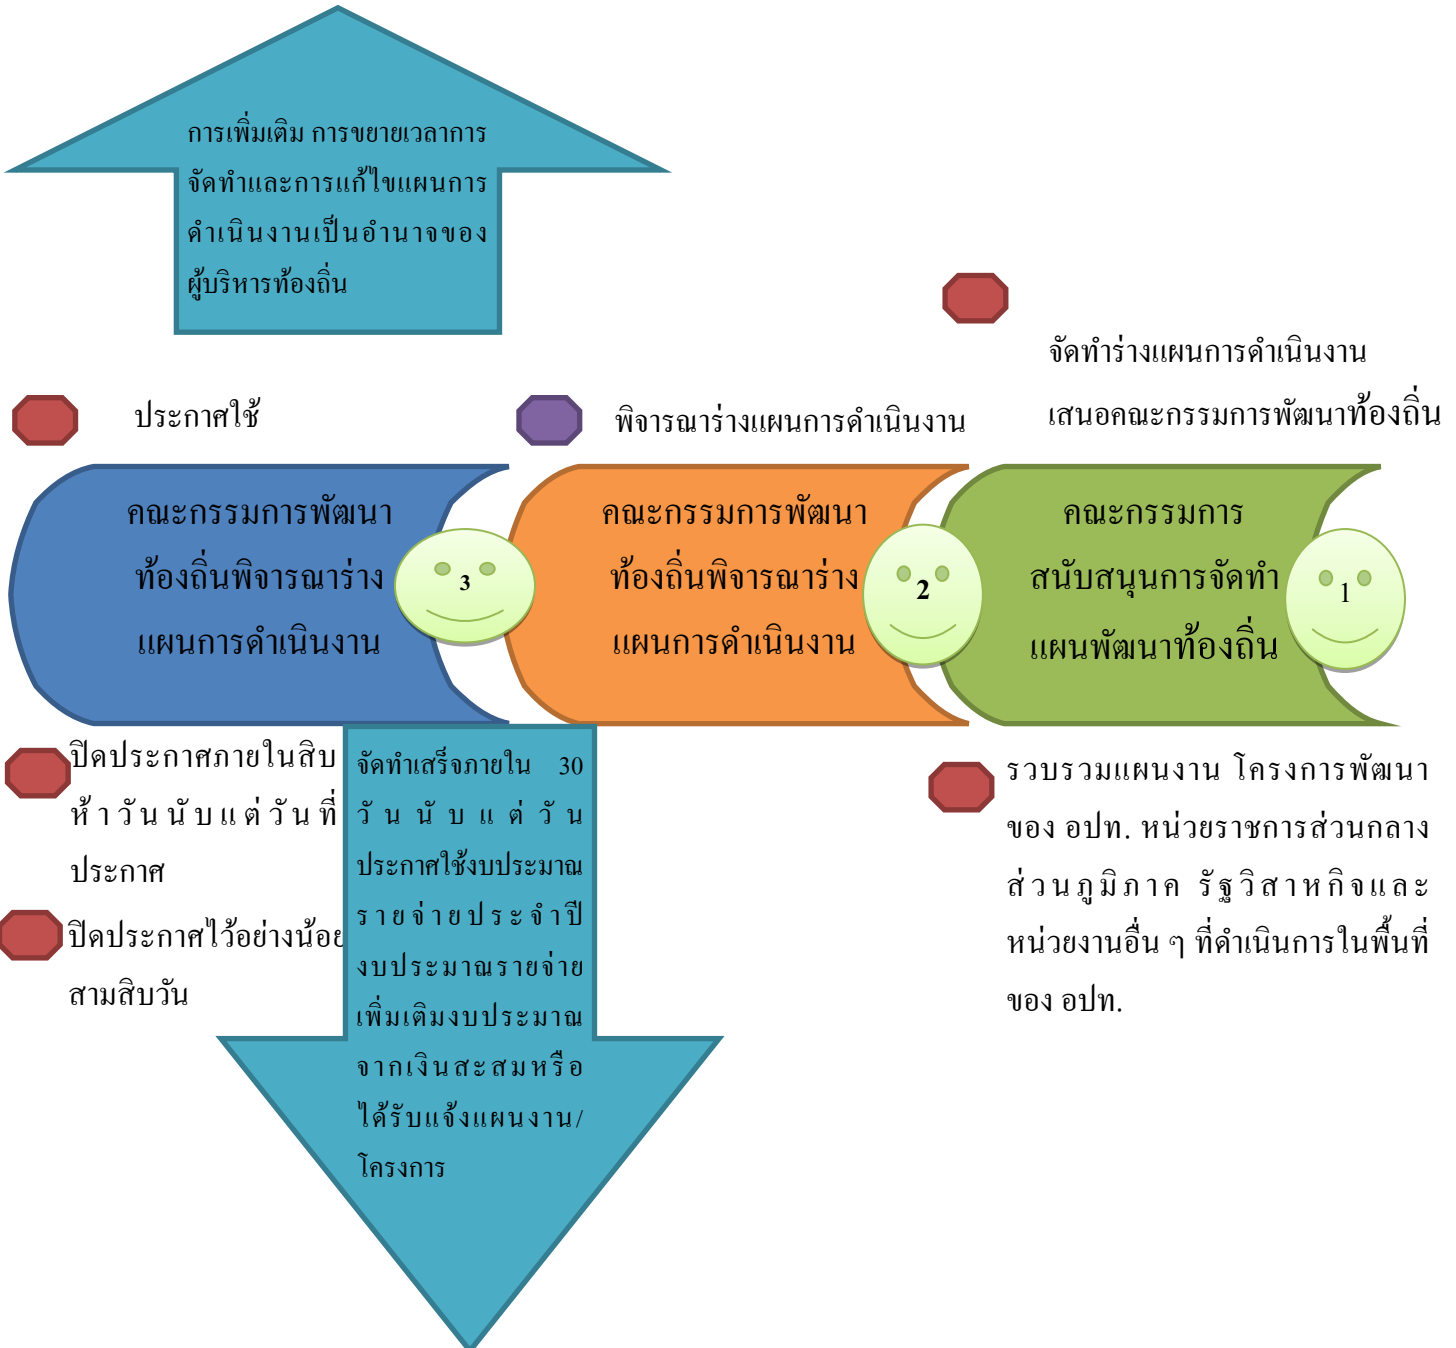 การเพิ่มเติม การขยายเวลาการ
จัดทำและการแก้ไขแผนการ
ดำเนินงานเป็นอำนาจของ
ผู้บริหารท้องถิ่น
จัดทำร่างแผนการดำเนินงาน
เสนอคณะกรรมการพัฒนาท้องถิ่น
ประกาศใช้
พิจารณาร่างแผนการดำเนินงาน
คณะกรรมการพัฒนา
ท้องถิ่นพิจารณาร่าง
แผนการดำเนินงาน
3
คณะกรรมการพัฒนา
ท้องถิ่นพิจารณาร่าง
แผนการดำเนินงาน
2
คณะกรรมการ
สนับสนุนการจัดทำ
แผนพัฒนาท้องถิ่น
1
ปิดประกาศภายในสิบ
ห้าวันนับแต่วันที่
ประกาศ
ปิดประกาศไว้อย่างน้อย
สามสิบวัน
จัดทำเสร็จภายใน 30
วันนับแต่วัน
ประกาศใช้งบประมาณ
รายจ่ายประจำปี
งบประมาณรายจ่าย
เพิ่มเติมงบประมาณ
จากเงินสะสมหรือ
ได้รับแจ้งแผนงาน/
โครงการ
รวบรวมแผนงาน โครงการพัฒนา
ของ อปท. หน่วยราชการส่วนกลาง
ส่วนภูมิภาค รัฐวิสาหกิจและ
หน่วยงานอื่น ๆ ที่ดำเนินการในพื้นที่
ของ อปท.